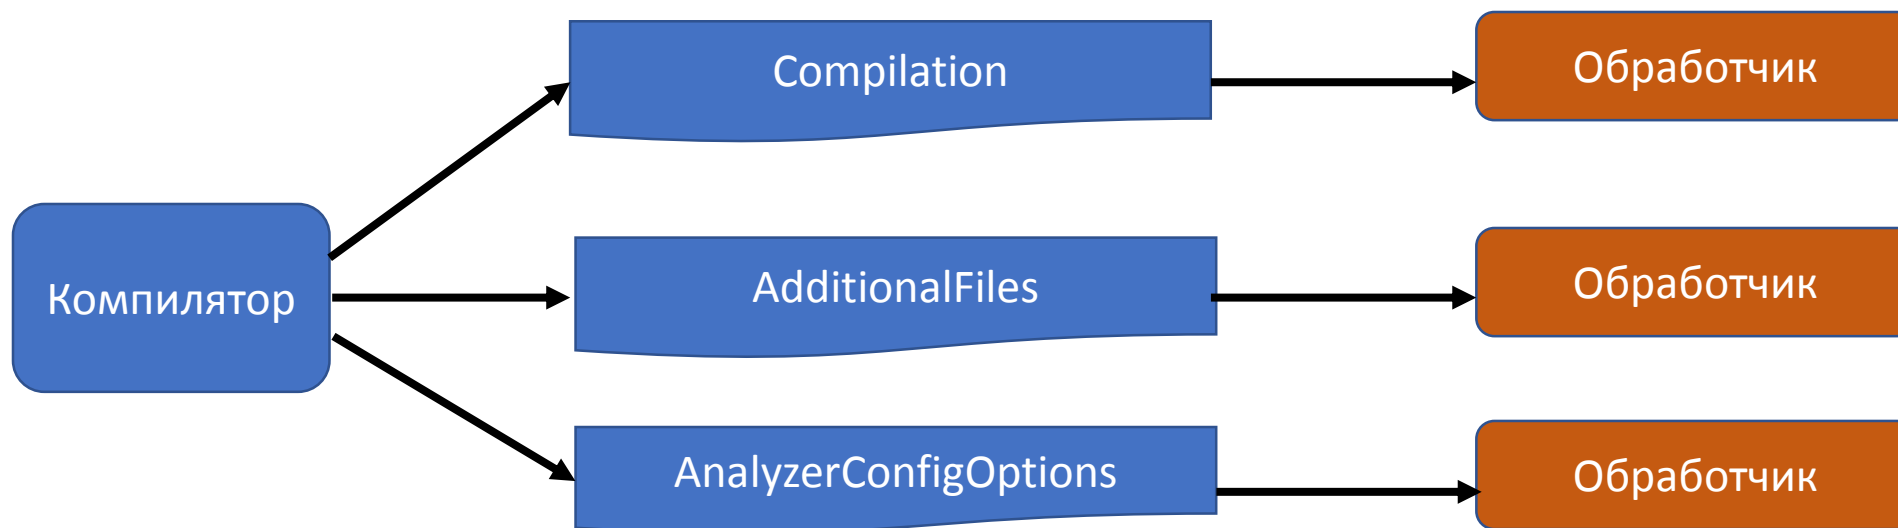 Compilation
Обработчик
Компилятор
AdditionalFiles
Обработчик
AnalyzerConfigOptions
Обработчик